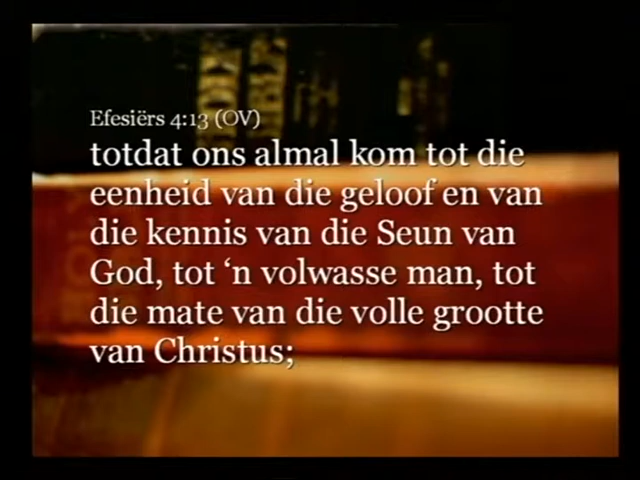 Efesiërs 4:13 (OV)
totdat ons almal kom tot die
eenheid van die geloof en van
die kennis van die Seun van
God, tot ‘n volwasse man, tot
die mate van die volle grootte
van Christus;